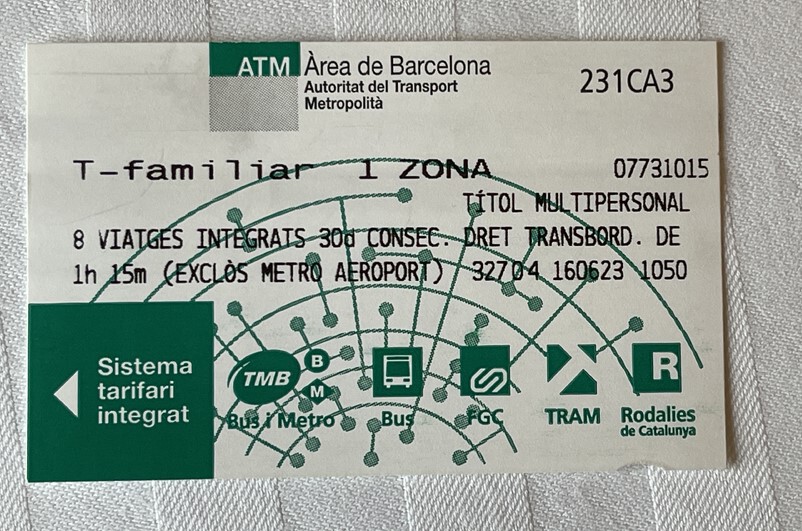 ATM Àrea de Barcelona
Autoritat del Transport
Metropolità
231CA3
T-familiar 1 ZONA 07731015
TÍTOL MULTIPERSONAL
8 VIATGES INTEGRATS 30d CONSEC. DRET TRANSBORD. DE
1h 15m (EXCLÒS METRO AEROPORT) 32704 160623 1050
Sistema
tarifari
integrat
TMB
B
M
Bus i Metro
Bus
FGC
TRAM
R
Rodalies
de Catalunya